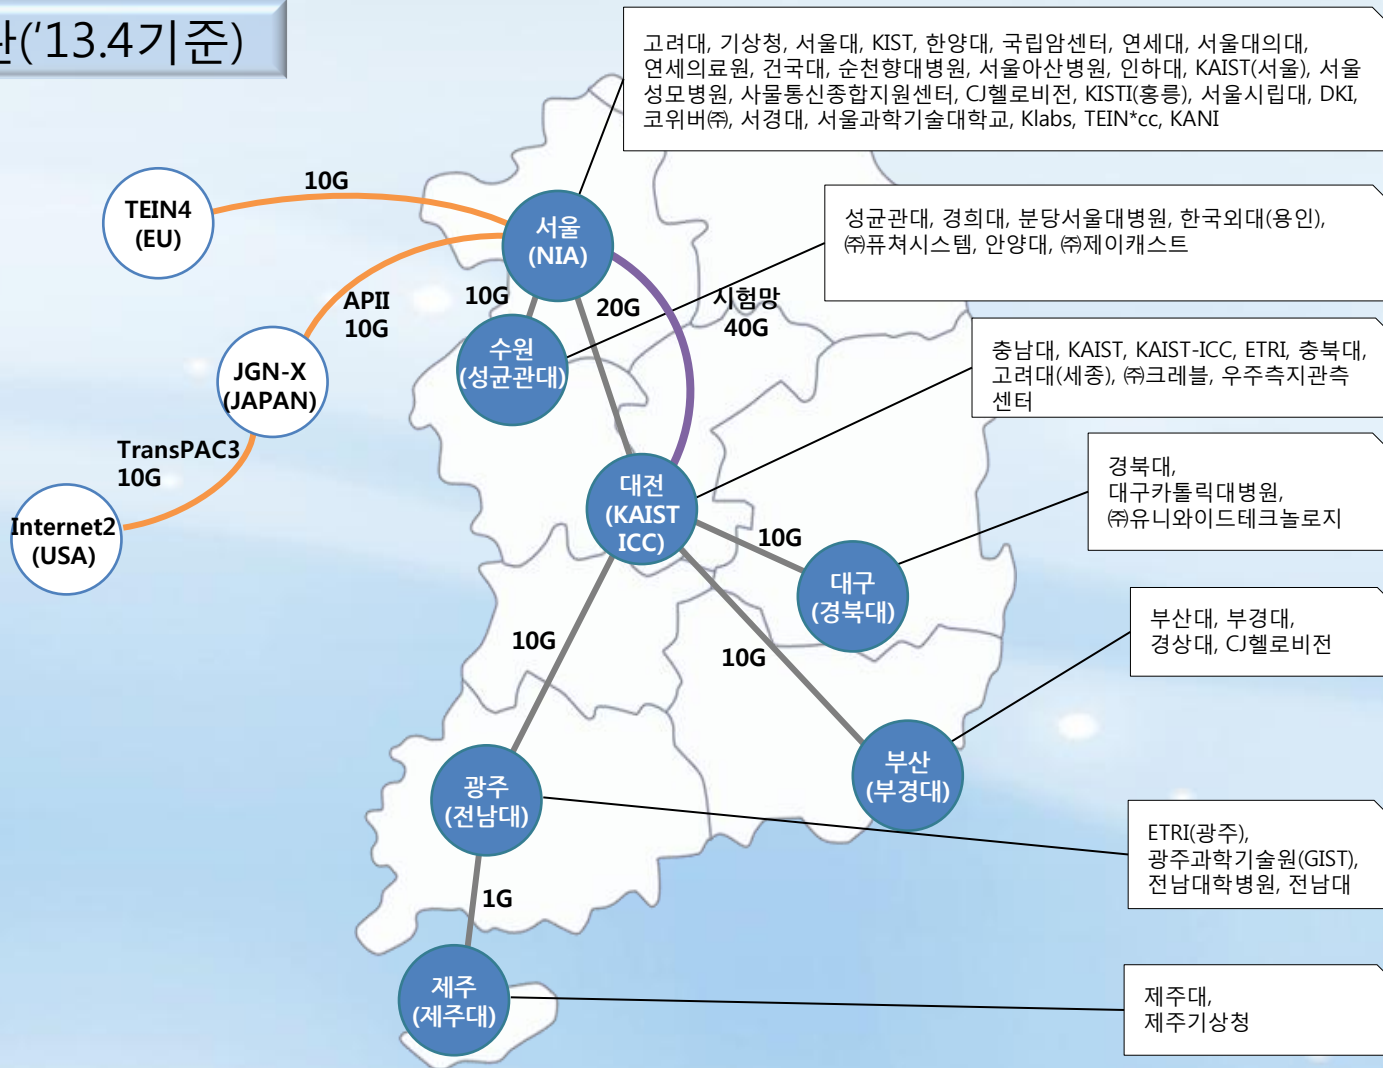 관('13.4기준)
고려대, 기상청, 서울대, KIST, 한양대, 국립암센터, 연세대, 서울대의대,
연세의료원, 건국대, 순천향대병원, 서울아산병원, 인하대, KAIST(서울), 서울
성모병원, 사물통신종합지원센터, CJ헬로비전, KISTI(홍릉), 서울시립대, DKI,
코위버㈜, 서경대, 서울과학기술대학교, Klabs, TEIN*cc, KANI
10G
TEIN4
(EU)
서울
(NIA)
성균관대, 경희대, 분당서울대병원, 한국외대(용인),
㈜퓨쳐시스템, 안양대, ㈜제이캐스트
APII
10G
10G
20G
시험망
40G
수원
(성균관대)
JGN-X
(JAPAN)
충남대, KAIST, KAIST-ICC, ETRI, 충북대,
고려대(세종), ㈜크레블, 우주측지관측
센터
TransPAC3
10G
Internet2
(USA)
대전
(KAIST
ICC)
경북대,
대구카톨릭대병원,
㈜유니와이드테크놀로지
10G
대구
(경북대)
부산대, 부경대,
경상대, CJ헬로비전
10G
10G
부산
(부경대)
광주
(전남대)
ETRI(광주),
광주과학기술원(GIST),
전남대학병원, 전남대
1G
제주
(제주대)
제주대,
제주기상청